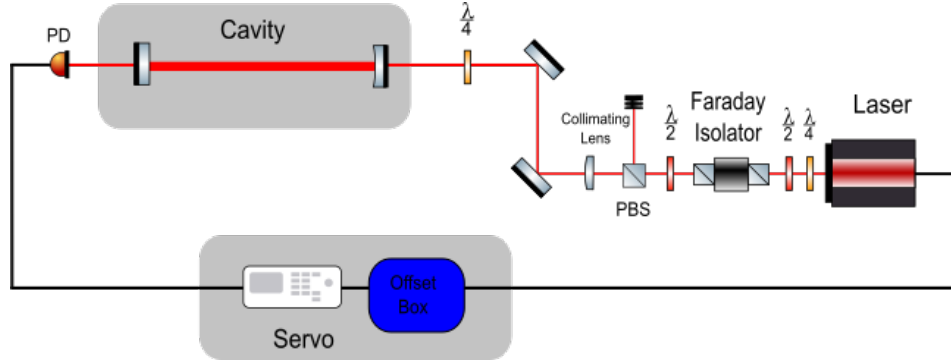 PD
Cavity
λ
4
Collimating
Lens
PBS
λ
2
Faraday
Isolator
λ
2
λ
4
Laser
Offset
Box
Servo